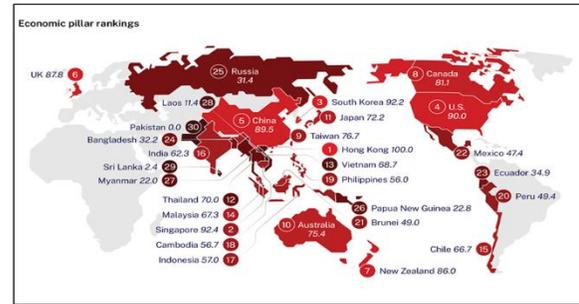 Economic pillar rankings
UK 87.8 6
25 Russia
31.4
8 Canada
81.1
Laos 11.4 28
3 South Korea 92.2
4 U.S.
90.0
5 China
89.5
11 Japan 72.2
Pakistan 0.0 30
9 Taiwan 76.7
Bangladesh 32.2 24
1 Hong Kong 100.0
India 62.3 16
22 Mexico 47.4
13 Vietnam 68.7
Sri Lanka 2.4 29
23 Ecuador 34.9
Myanmar 22.0 27
19 Philippines 56.0
20 Peru 49.4
Thailand 70.0 12
26 Papua New Guinea 22.8
Malaysia 67.3 14
21 Brunei 49.0
Singapore 92.4 2
10 Australia
75.4
Cambodia 56.7 18
Chile 66.7 15
Indonesia 57.0 17
7 New Zealand 86.0